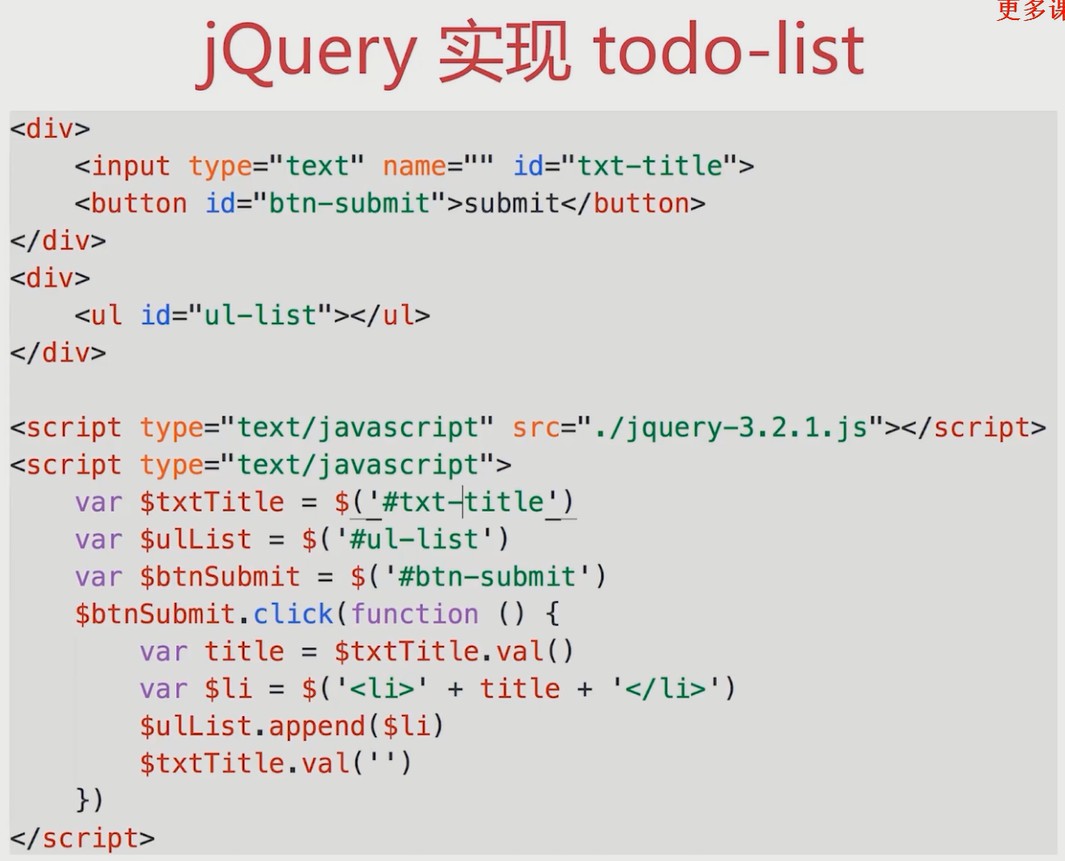 更多课
jQuery 实现 todo-list
<div>
    <input type="text" name="" id="txt-title">
    <button id="btn-submit">submit</button>
</div>
<div>
    <ul id="ul-list"></ul>
</div>
<script type="text/javascript" src="./jquery-3.2.1.js"></script>
<script type="text/javascript">
    var $txtTitle = $('#txt-title')
    var $ulList = $('#ul-list')
    var $btnSubmit = $('#btn-submit')
    $btnSubmit.click(function () {
        var title = $txtTitle.val()
        var $li = $('<li>' + title + '</li>')
        $ulList.append($li)
        $txtTitle.val('')
    })
</script>